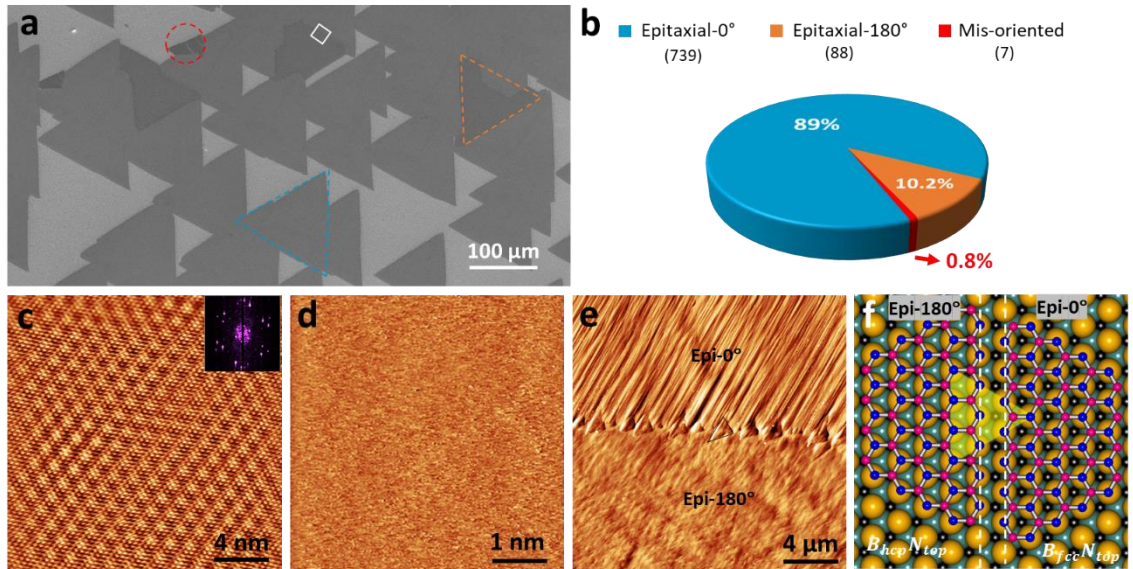 a
100 µm
b
Epitaxial-0°
Epitaxial-180°
Mis-oriented
(739)
(88)
(7)
89%
10.2%
0.8%
c
4 nm
d
1 nm
e
Epi-0°
Epi-180°
4 µm
f
Epi-180°
Epi-0°
B_hcp N_top
B_fcc N_top